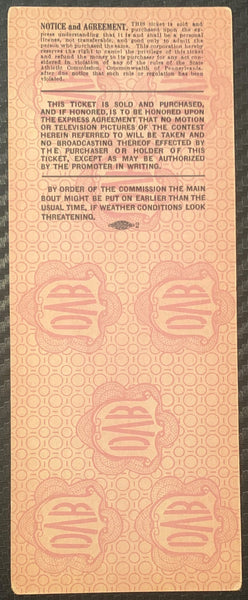 NOTICE and AGREEMENT. THIS ticket is sold and
purchased upon the ex-
press understanding that it is and shall be a personal
license, not transferable, and good only to admit the
person who purchased the same. This corporation hereby
reserves the right to cancel the privilege of this ticket
and refund the money to its purchaser for any act con-
sidered in violation of any of the rules of the State
Athletic Commission, Commonwealth of Pennsylvania,
after due notice that such rule or regulation has been
violated.
THIS TICKET IS SOLD AND PURCHASED,
AND IF HONORED, IS TO BE HONORED UPON
THE EXPRESS AGREEMENT THAT NO MOTION
OR TELEVISION PICTURES OF THE CONTEST
HEREIN REFERRED TO WILL BE TAKEN AND
NO BROADCASTING THEREOF EFFECTED BY
THE PURCHASER OR HOLDER OF THIS
TICKET, EXCEPT AS MAY BE AUTHORIZED
BY THE PROMOTER IN WRITING.
BY ORDER OF THE COMMISSION THE MAIN
BOUT MIGHT BE PUT ON EARLIER THAN THE
USUAL TIME, IF WEATHER CONDITIONS LOOK
THREATENING.
2
DAB
DAB
DAB
DAB
DAB